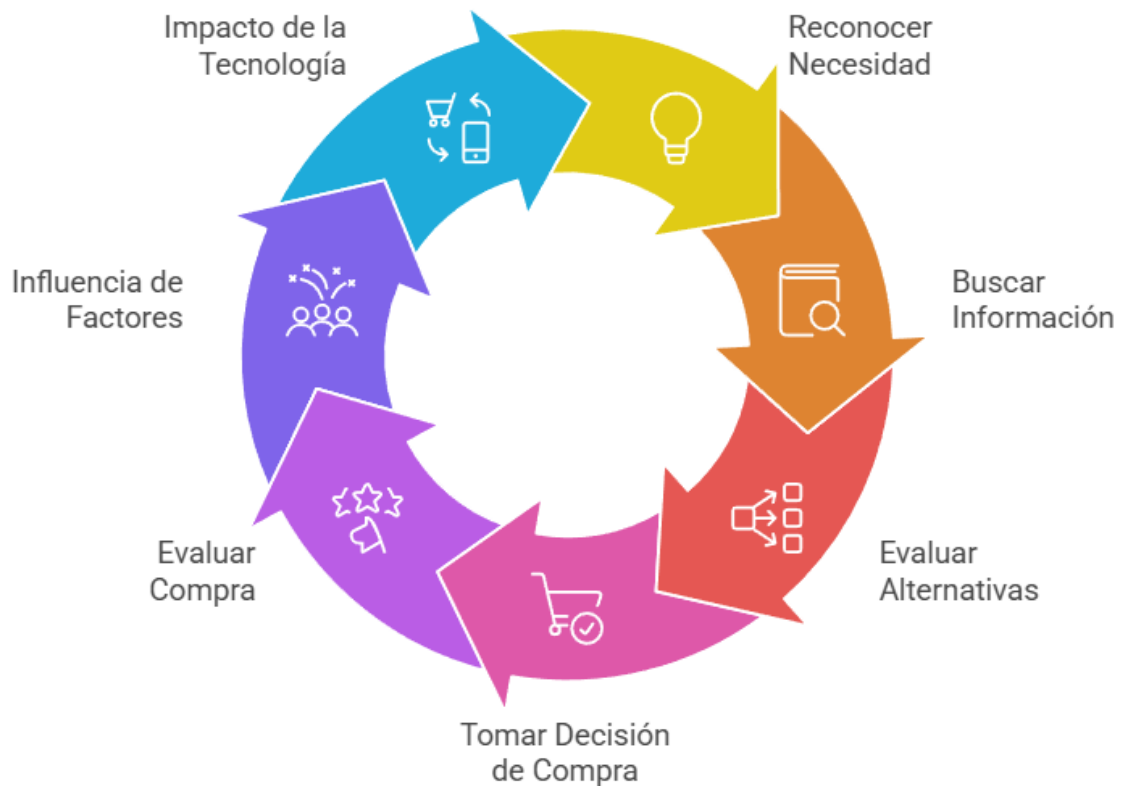 Impacto de la
Tecnología
Reconocer
Necesidad
Buscar
Información
Evaluar
Alternativas
Tomar Decisión
de Compra
Evaluar
Compra
Influencia de
Factores